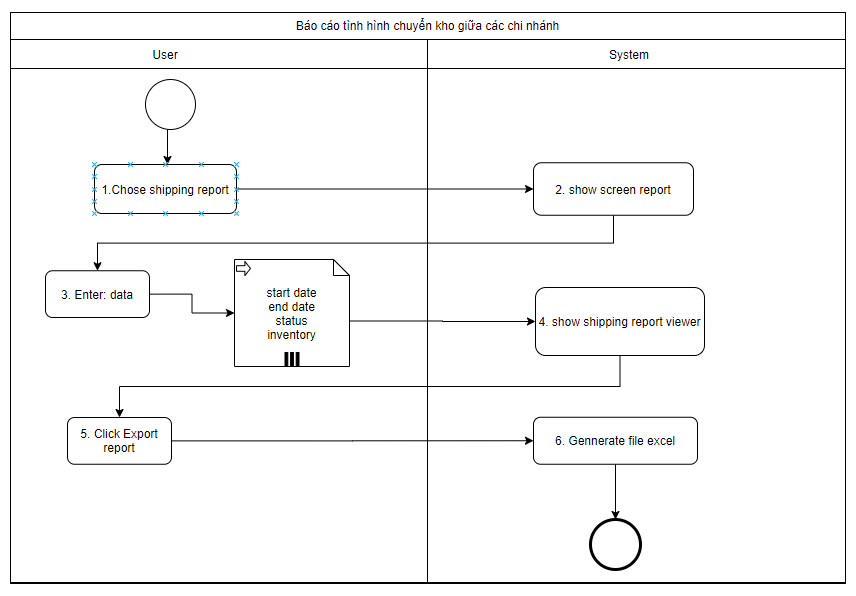 Báo cáo tình hình chuyển kho giữa các chi nhánh
User
System
1.Chose shipping report
2. show screen report
3. Enter: data
start date
end date
status
inventory
4. show shipping report viewer
5. Click Export
report
6. Gennerate file excel